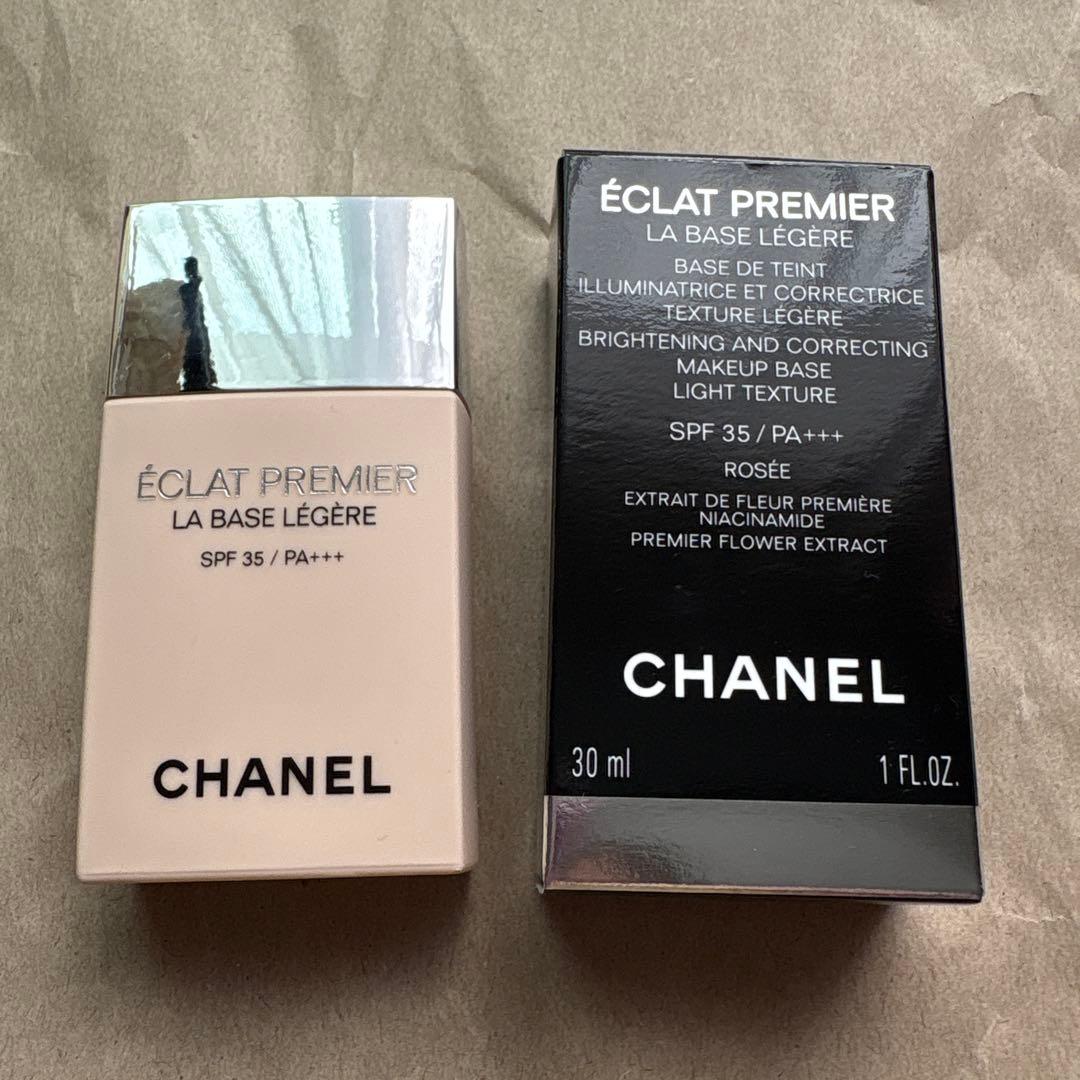 ÉCLAT PREMIER
LA BASE LÉGÈRE
SPF 35 / PA+++
CHANEL
ÉCLAT PREMIER
LA BASE LÉGÈRE
BASE DE TEINT
ILLUMINATRICE ET CORRECTRICE
TEXTURE LÉGÈRE
BRIGHTENING AND CORRECTING
MAKEUP BASE
LIGHT TEXTURE
SPF 35 / PA+++
ROSÉE
EXTRAIT DE FLEUR PREMIÈRE
NIACINAMIDE
PREMIER FLOWER EXTRACT
CHANEL
30 ml 1 FL.OZ.